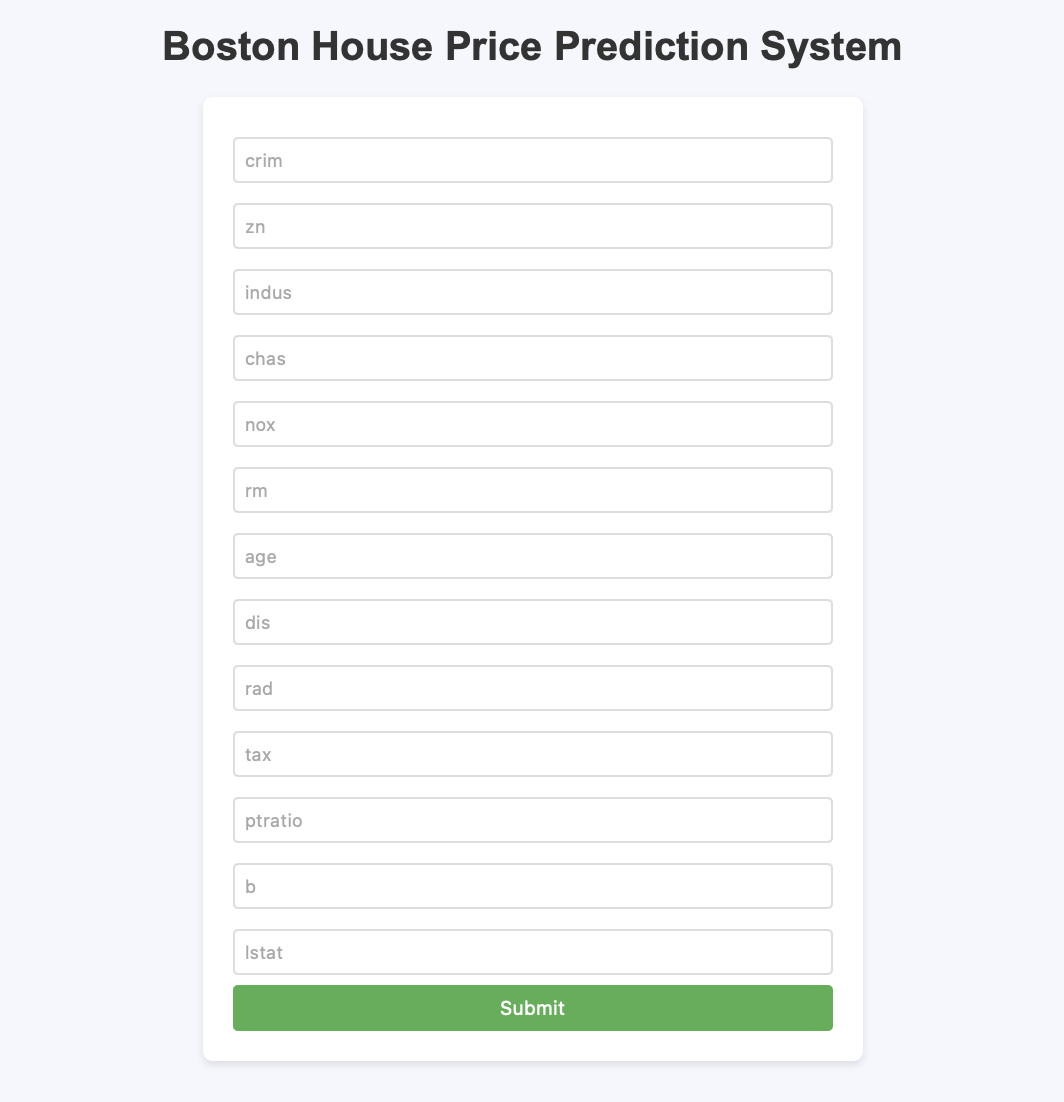 Boston House Price Prediction System
crim
zn
indus
chas
nox
rm
age
dis
rad
tax
ptratio
b
lstat
Submit